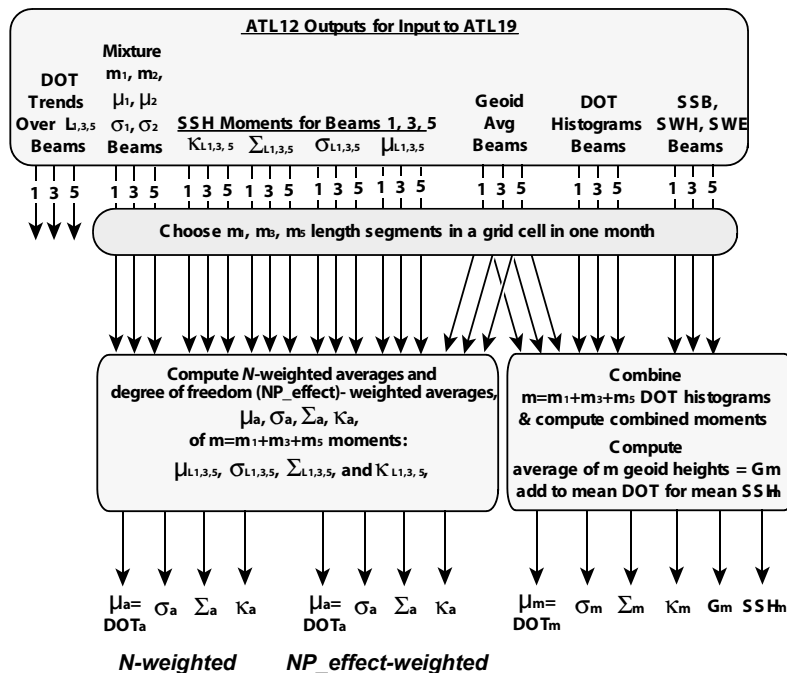 ATL12 Outputs for Input to ATL19
DOT
Trends
Over L1,3,5
Beams
Mixture
m1, m2,
μ1, μ2
σ1, σ2
Beams
SSH Moments for Beams 1, 3, 5
κL1,3,5 ΣL1,3,5 σL1,3,5 μL1,3,5
Geoid
Avg
Beams
DOT
Histograms
Beams
SSB,
SWH, SWE
Beams
1 3 5 1 3 5 1 3 5 1 3 5 1 3 5 1 3 5 1 3 5 1 3 5 1 3 5
Choose m1, m3, m5 length segments in a grid cell in one month
Compute N-weighted averages and
degree of freedom (NP_effect)- weighted averages,
μa, σa, Σa, κa,
of m=m1+m3+m5 moments:
μL1,3,5, σL1,3,5, ΣL1,3,5, and κL1,3,5,
Combine
m=m1+m3+m5 DOT histograms
& compute combined moments
Compute
average of m geoid heights = Gm
add to mean DOT for mean SSHm
μa=
DOTa
σa Σa κa
μa=
DOTa
σa Σa κa
μm=
DOTm
σm Σm κm Gm SSHm
N-weighted
NP_effect-weighted